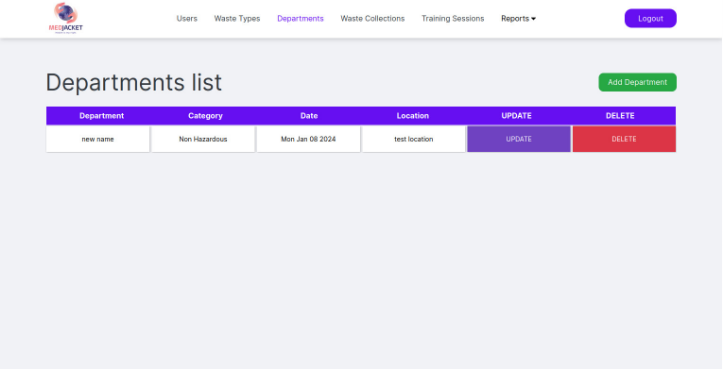 MEDJACKET
Users Waste Types Departments Waste Collections Training Sessions Reports Logout
Departments list
Add Department
Department Category Date Location UPDATE DELETE
new name Non Hazardous Mon Jan 08 2024 test location UPDATE DELETE